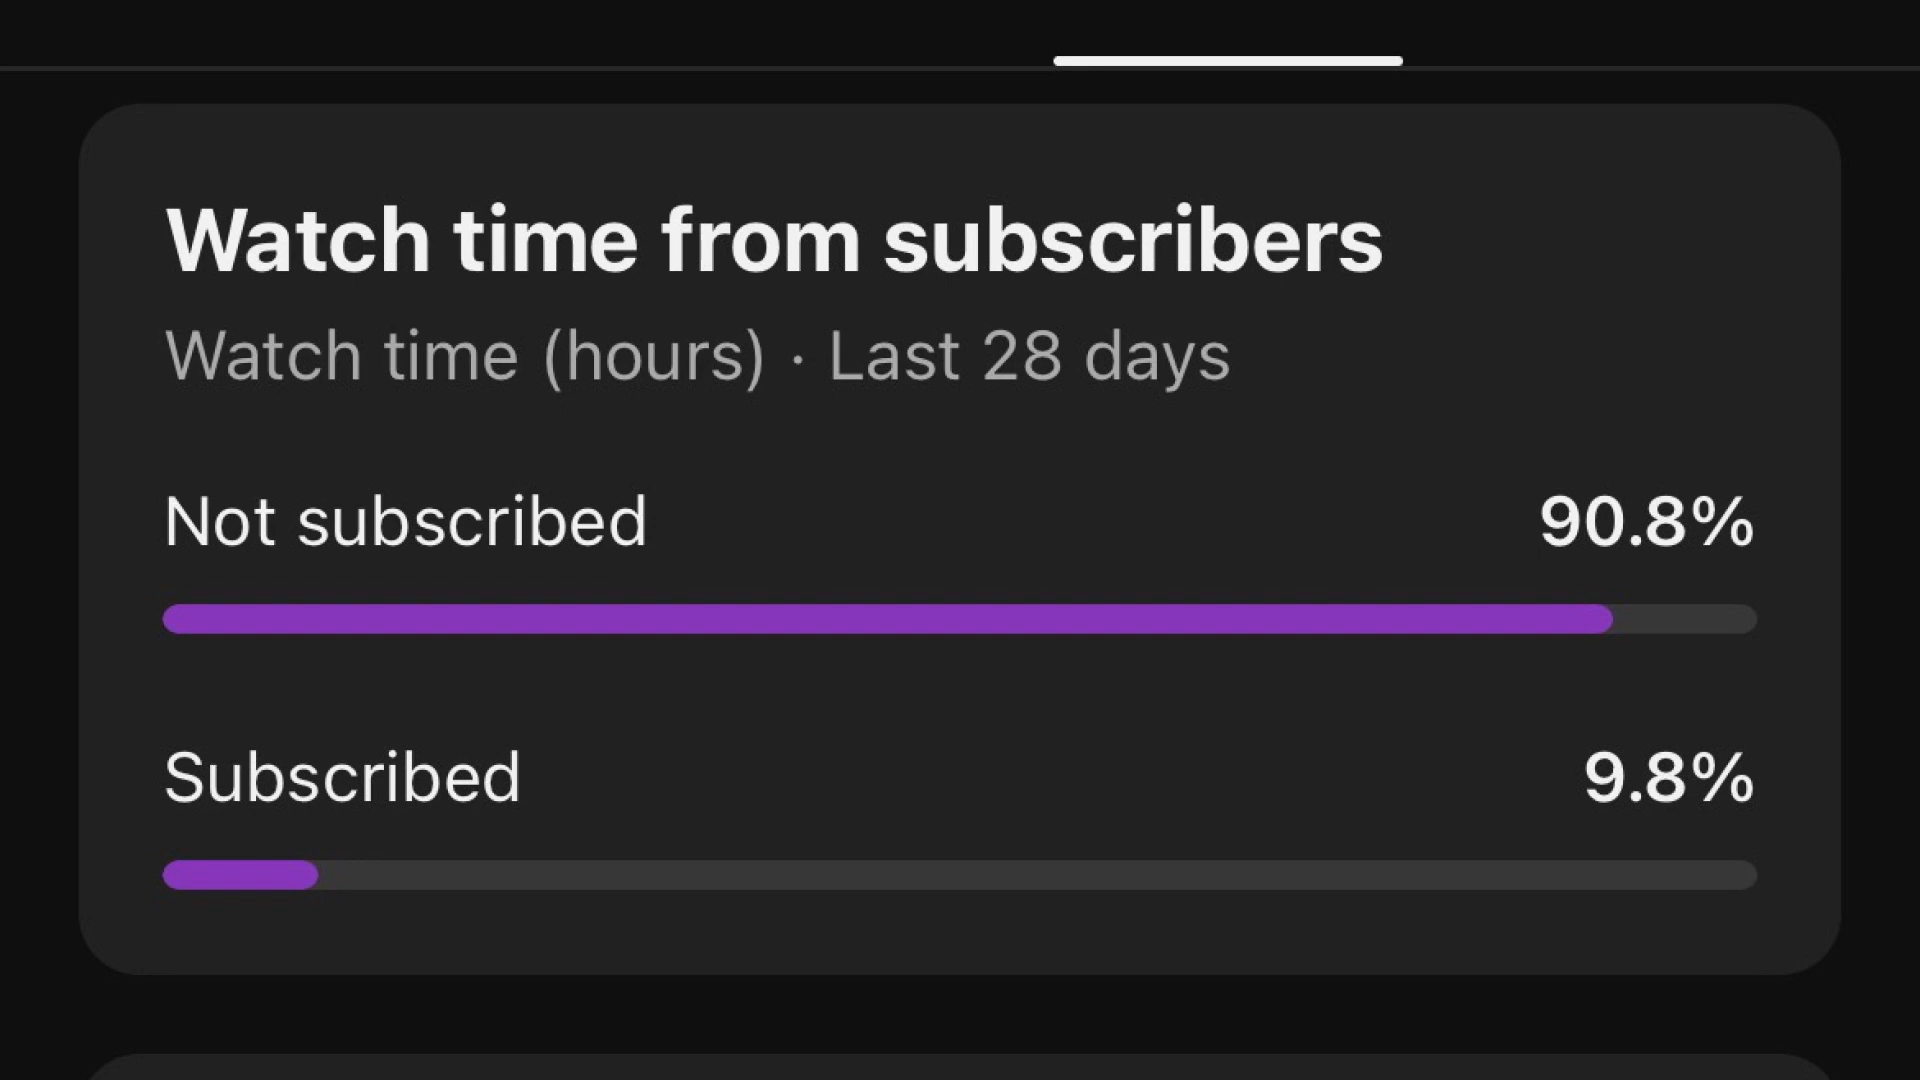 Watch time from subscribers
Watch time (hours) · Last 28 days
Not subscribed 90.8%
Subscribed 9.8%